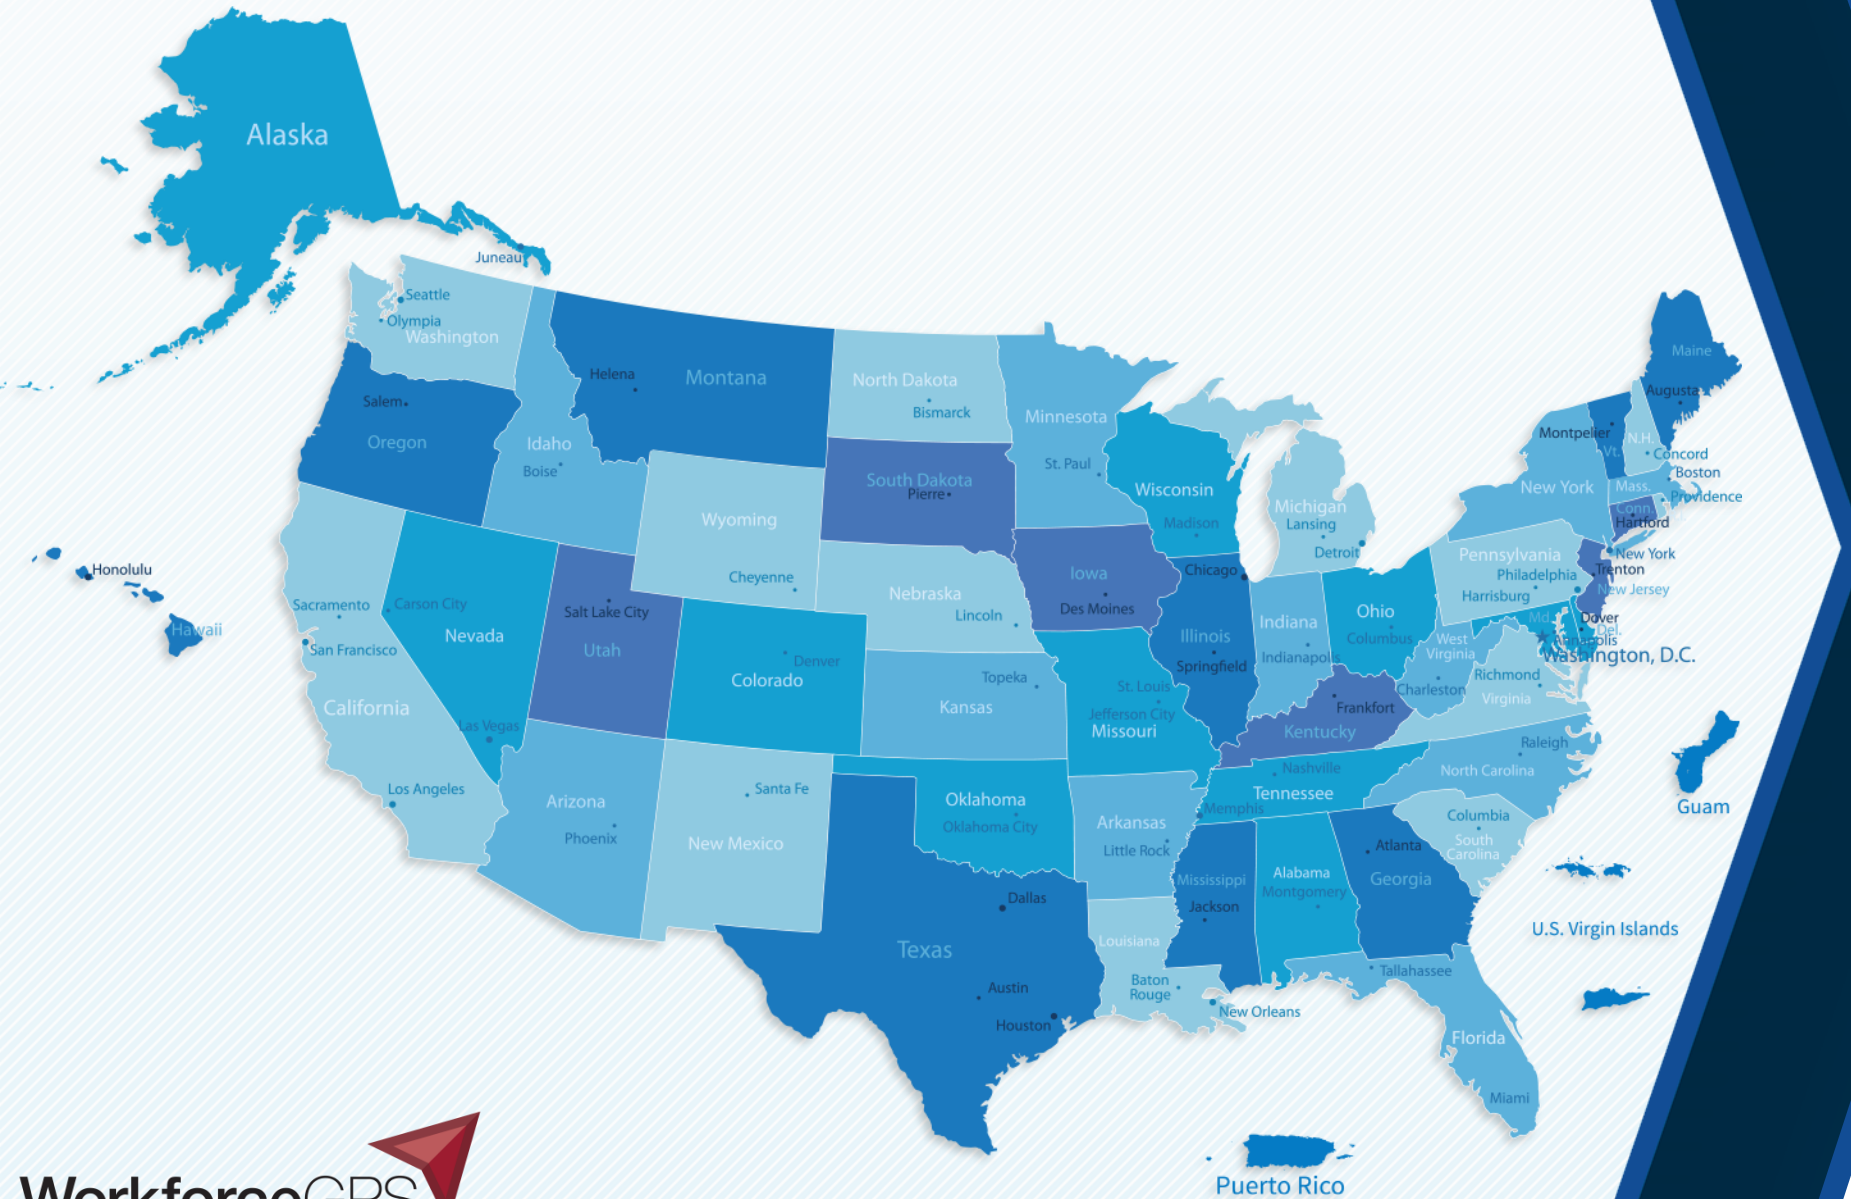 Alaska
Juneau
Seattle
Olympia
Washington
Maine
Helena
Montana
North Dakota
Bismarck
Minnesota
Augusta
Salem
Oregon
Idaho
Boise
St. Paul
Montpelier
Vt.
N.H.
Concord
Boston
South Dakota
Pierre
Wisconsin
Madison
Michigan
Lansing
Detroit
New York
Mass.
Providence
Conn.
Hartford
Wyoming
Cheyenne
Honolulu
Hawaii
Iowa
Des Moines
Chicago
Pennsylvania
Philadelphia
Harrisburg
New York
Trenton
New Jersey
Nebraska
Lincoln
Sacramento
Carson City
Nevada
Salt Lake City
Utah
San Francisco
Denver
Colorado
Illinois
Springfield
Indiana
Indianapolis
Ohio
Columbus
West
Virginia
Charleston
Md.
Dover
Del.
Annapolis
Washington, D.C.
Richmond
Virginia
California
Las Vegas
Topeka
Kansas
St. Louis
Jefferson City
Missouri
Frankfort
Kentucky
Raleigh
North Carolina
Los Angeles
Arizona
Phoenix
Santa Fe
New Mexico
Oklahoma
Oklahoma City
Arkansas
Little Rock
Nashville
Tennessee
Memphis
Columbia
South
Carolina
Guam
Mississippi
Jackson
Alabama
Montgomery
Atlanta
Georgia
Dallas
Texas
Austin
Houston
Louisiana
Baton
Rouge
New Orleans
Tallahassee
Florida
Miami
U.S. Virgin Islands
Puerto Rico
WorkforceGPS